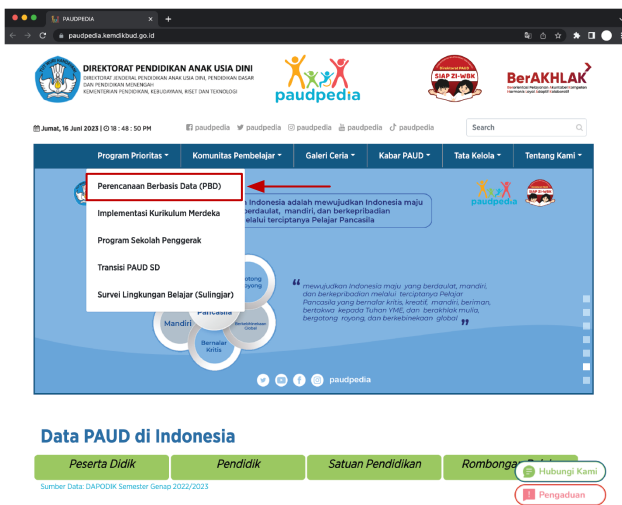 PAUDPEDIA
paudpedia.kemdikbud.go.id
DIREKTORAT PENDIDIKAN ANAK USIA DINI
DIREKTORAT JENDERAL PENDIDIKAN ANAK USIA DINI, PENDIDIKAN DASAR
DAN PENDIDIKAN MENENGAH
KEMENTERIAN PENDIDIKAN, KEBUDAYAAN, RISET DAN TEKNOLOGI
paudpedia
SIAP ZI-WBK
BerAKHLAK
Jumat, 16 Juni 2023 | 18 : 48 : 50 PM
paudpedia paudpedia paudpedia paudpedia paudpedia
Search
Program Prioritas Komunitas Pembelajar Galeri Ceria Kabar PAUD Tata Kelola Tentang Kami
Perencanaan Berbasis Data (PBD)
Implementasi Kurikulum Merdeka
Program Sekolah Penggerak
Transisi PAUD SD
Survei Lingkungan Belajar (Sulingjar)
Indonesia adalah mewujudkan Indonesia maju
berdaulat, mandiri, dan berkepribadian
melalui terciptanya Pelajar Pancasila
paudpedia
otong
oyong
Pancasila
Mandiri
Berkebhinekaan
Global
Bernalar
Kritis
“ mewujudkan Indonesia maju yang berdaulat, mandiri,
dan berkepribadian melalui terciptanya Pelajar
Pancasila yang bernafar kritis, kreatif, mandiri, beriman,
bertakwa kepada Tuhan YME, dan berakhlak mulia,
bergotong royong, dan berkebinekaan global ”
paudpedia
Data PAUD di Indonesia
Peserta Didik Pendidik Satuan Pendidikan Rombongan
Sumber Data: DAPODIK Semester Genap 2022/2023
Hubungi Kami
Pengaduan